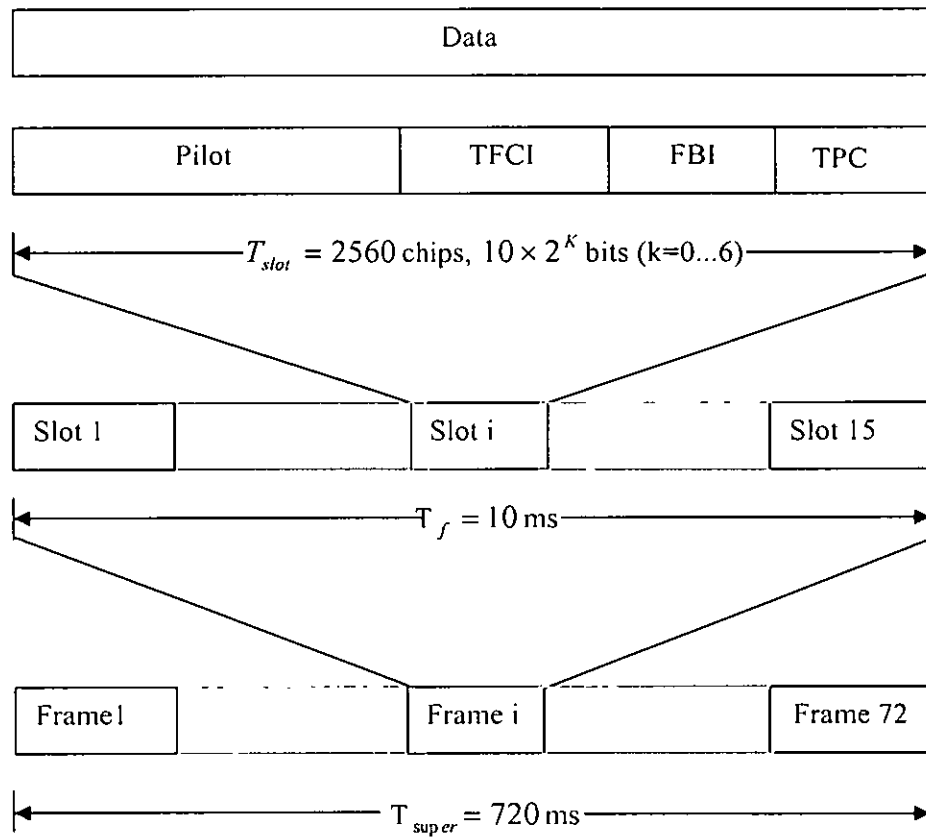 Data
Pilot TFCI FBI TPC
T_slot = 2560 chips, 10 × 2^K bits (k=0...6)
Slot 1 Slot i Slot 15
T_f = 10 ms
Frame1 Frame i Frame 72
T_super = 720 ms